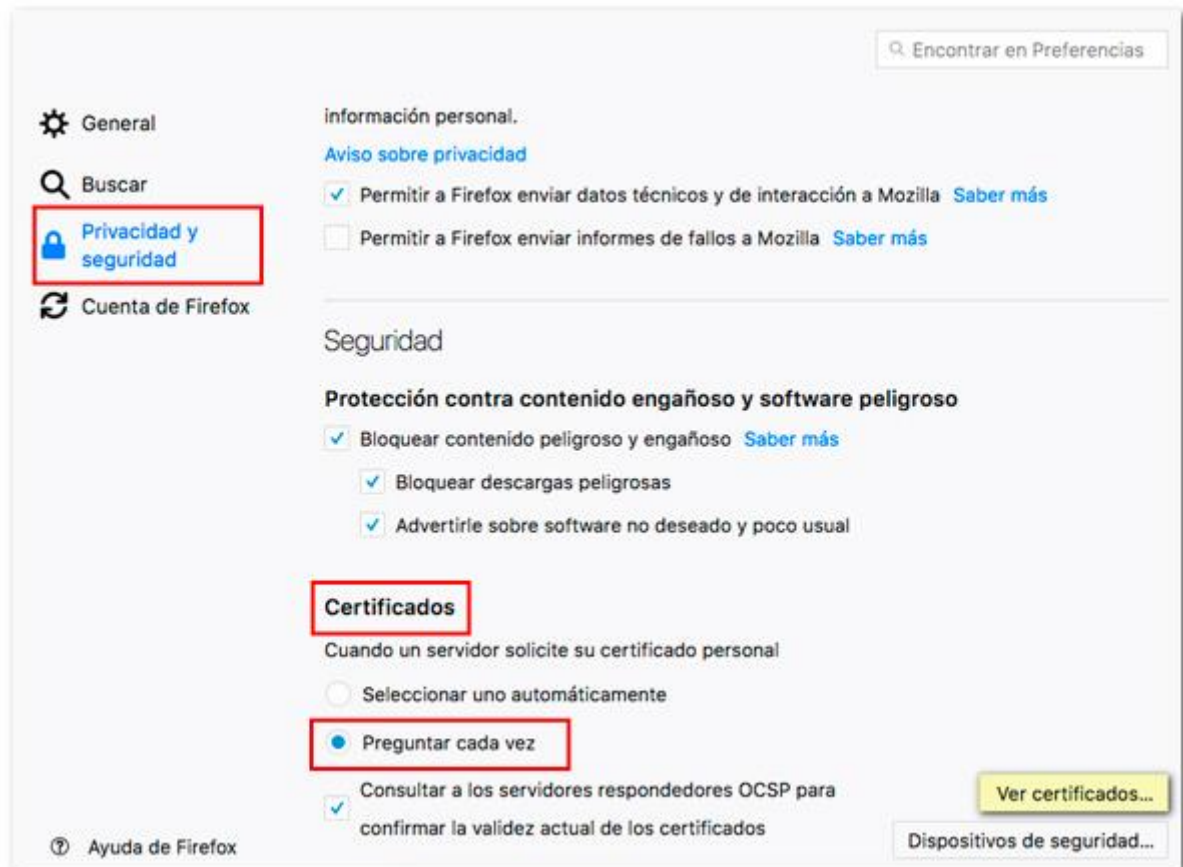 Encontrar en Preferencias
General
Buscar
Privacidad y
seguridad
Cuenta de Firefox
información personal.
Aviso sobre privacidad
Permitir a Firefox enviar datos técnicos y de interacción a Mozilla Saber más
Permitir a Firefox enviar informes de fallos a Mozilla Saber más
Seguridad
Protección contra contenido engañoso y software peligroso
Bloquear contenido peligroso y engañoso Saber más
Bloquear descargas peligrosas
Advertirle sobre software no deseado y poco usual
Certificados
Cuando un servidor solicite su certificado personal
Seleccionar uno automáticamente
Preguntar cada vez
Consultar a los servidores respondedores OCSP para
confirmar la validez actual de los certificados
Ver certificados...
Dispositivos de seguridad...
Ayuda de Firefox